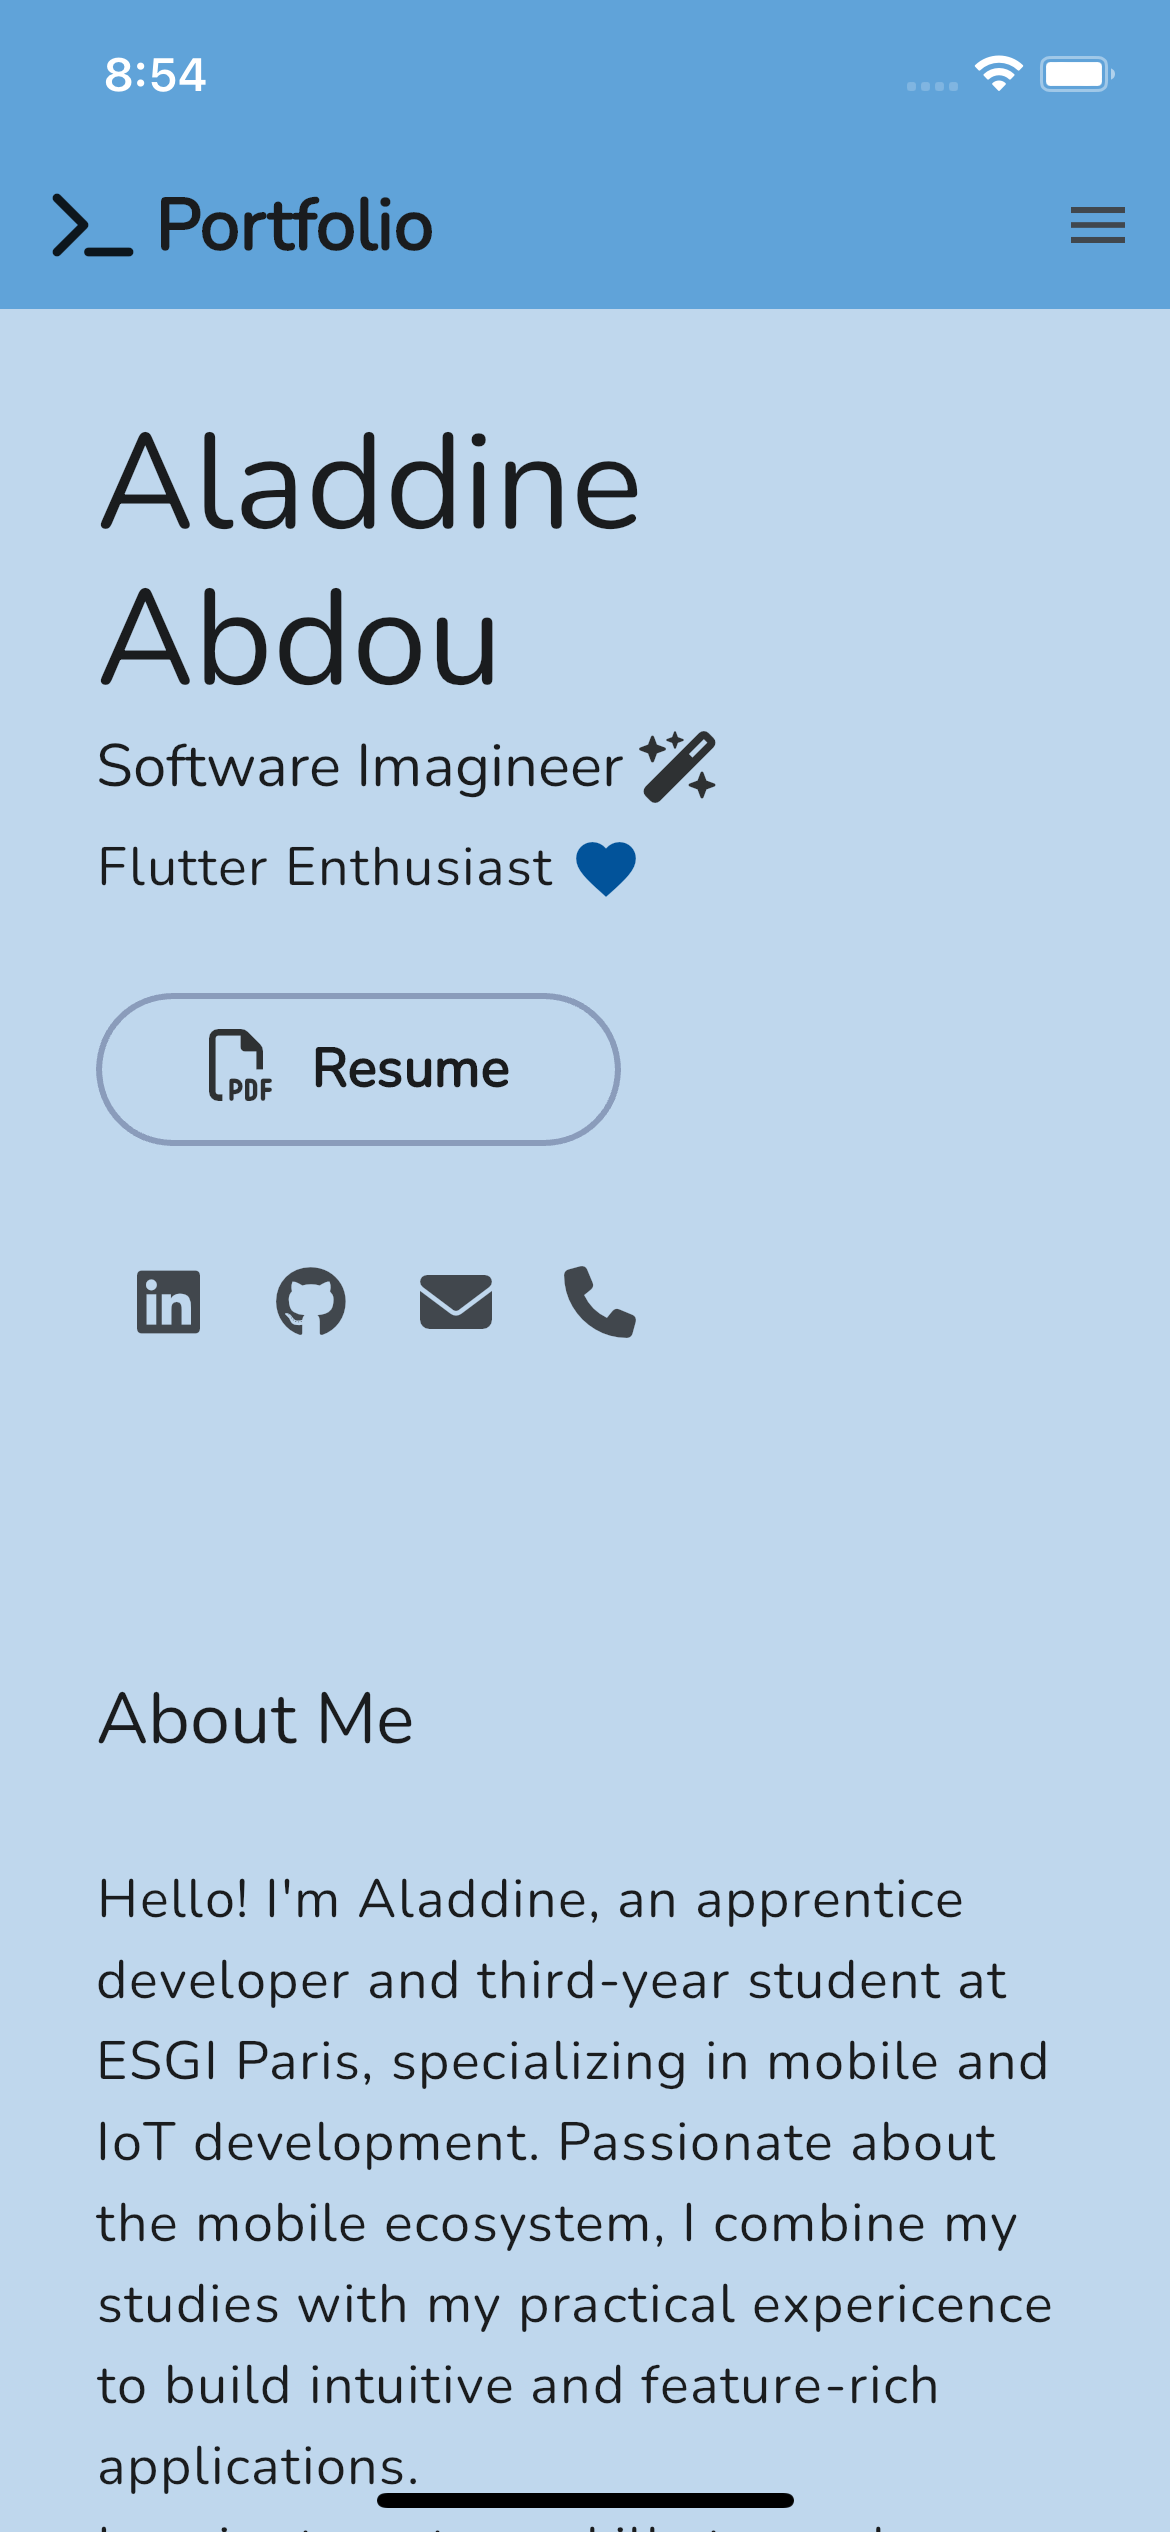 8:54
Portfolio
Aladdine
Abdou
Software Imagineer
Flutter Enthusiast
PDF Resume
in
About Me
Hello! I'm Aladdine, an apprentice
developer and third-year student at
ESGI Paris, specializing in mobile and
IoT development. Passionate about
the mobile ecosystem, I combine my
studies with my practical expericence
to build intuitive and feature-rich
applications.